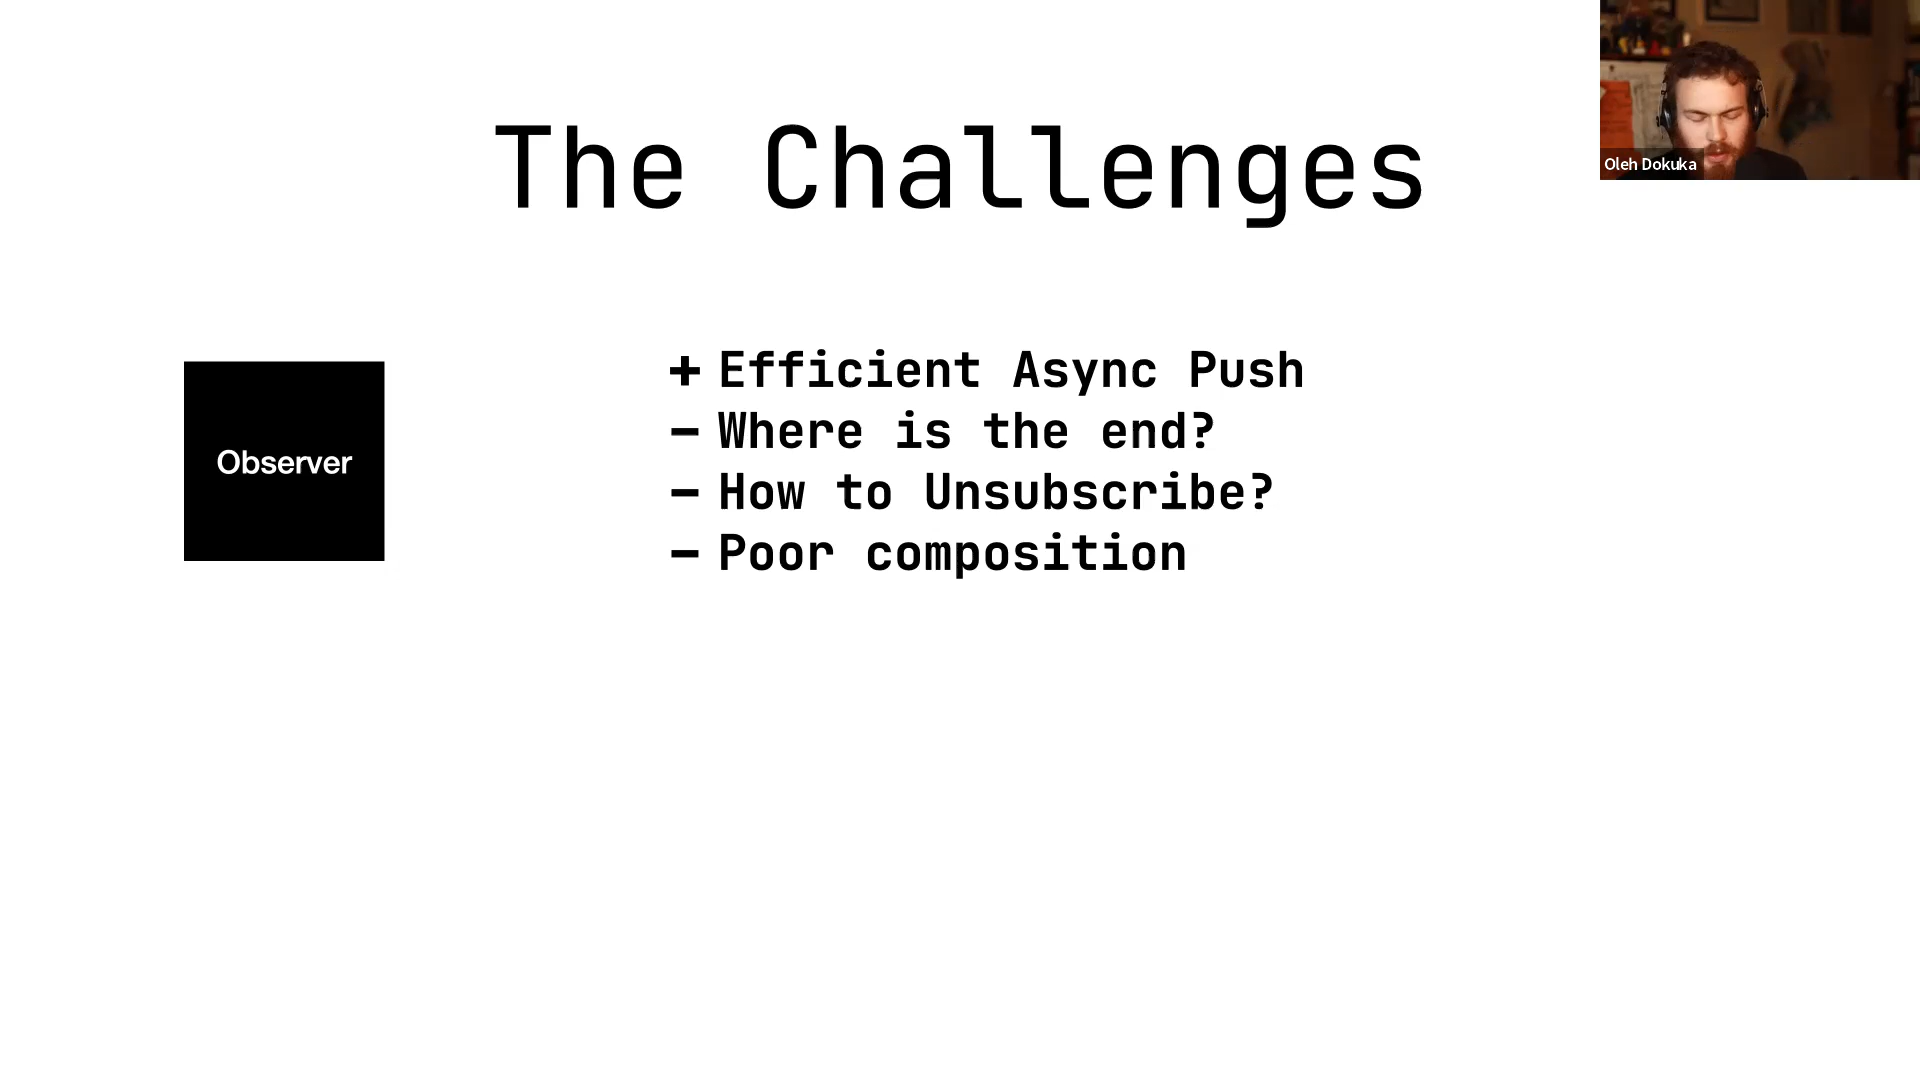 The Challenges
Oleh Dokuka
Observer
+ Efficient Async Push
– Where is the end?
– How to Unsubscribe?
– Poor composition